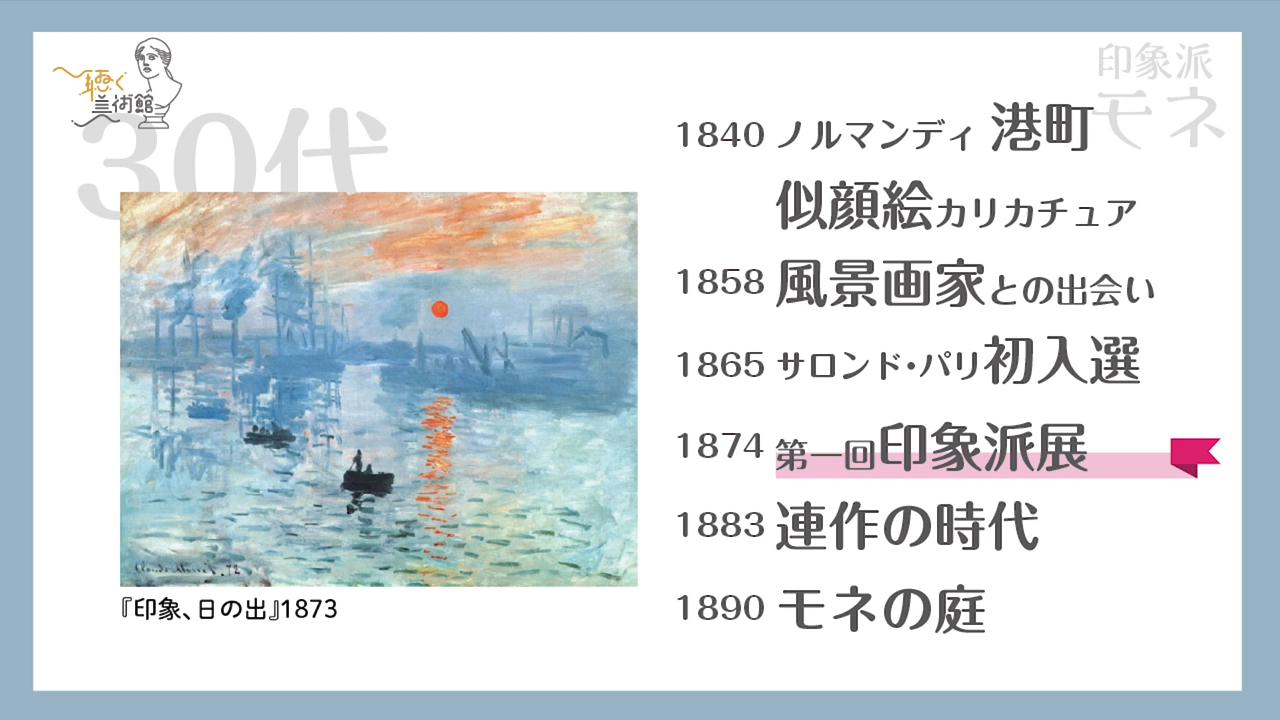 聴く
美術館
30代
印象派
モネ
1840 ノルマンディ 港町
似顔絵カリカチュア
1858 風景画家との出会い
1865 サロンド・パリ初入選
1874 第一回印象派展
1883 連作の時代
1890 モネの庭
Claude Monet. 72
『印象、日の出』1873